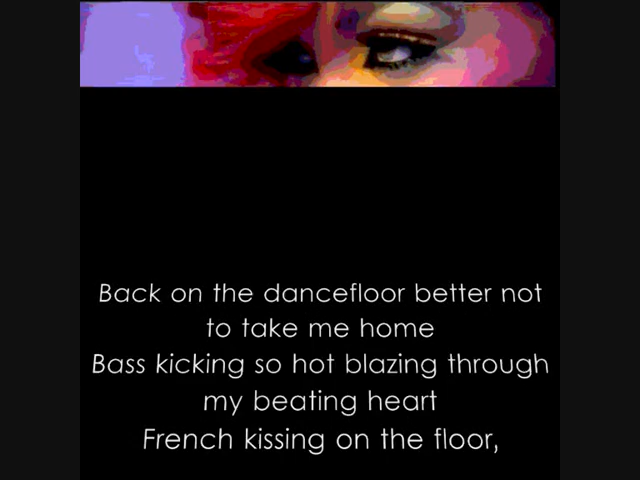 Back on the dancefloor better not
to take me home
Bass kicking so hot blazing through
my beating heart
French kissing on the floor,